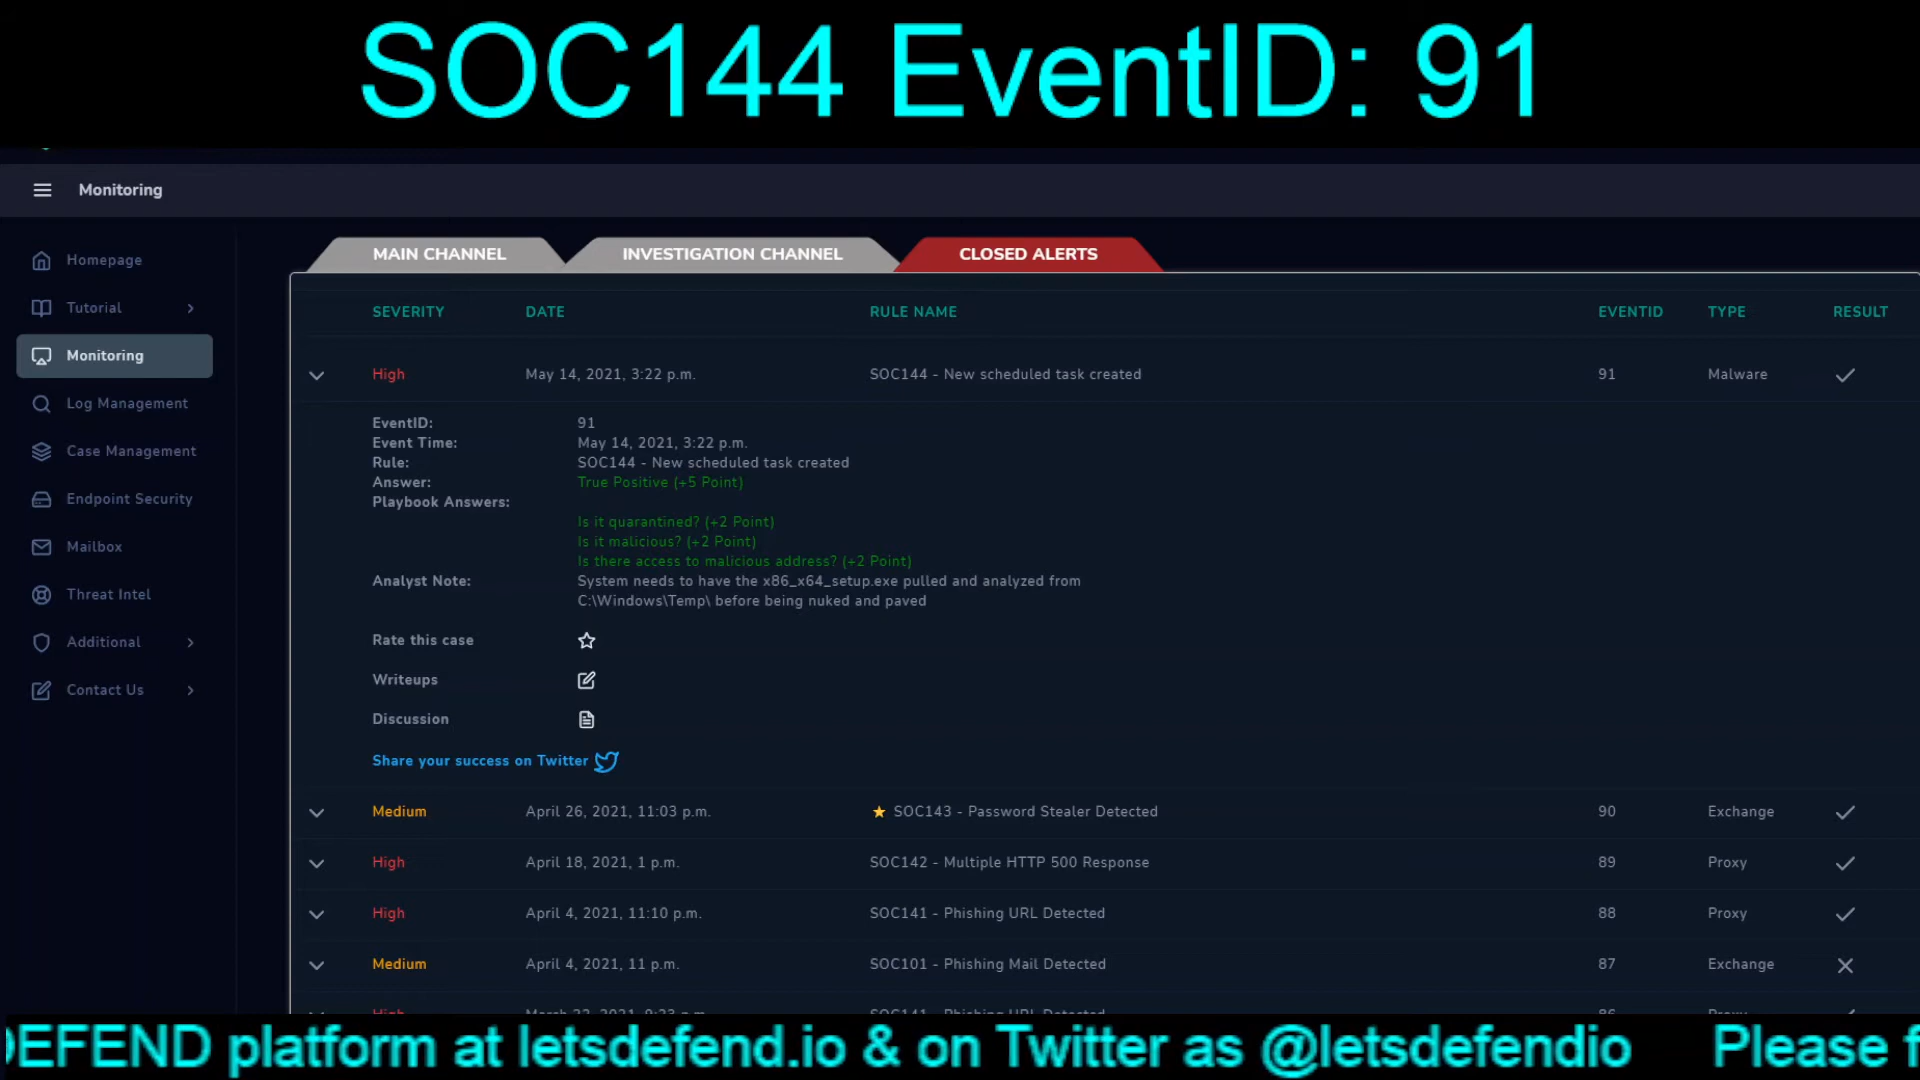 SOC144 EventID: 91
Monitoring
Homepage
Tutorial
Monitoring
Log Management
Case Management
Endpoint Security
Mailbox
Threat Intel
Additional
Contact Us
MAIN CHANNEL INVESTIGATION CHANNEL CLOSED ALERTS
SEVERITY DATE RULE NAME EVENTID TYPE RESULT
High May 14, 2021, 3:22 p.m. SOC144 - New scheduled task created 91 Malware
EventID: 91
Event Time: May 14, 2021, 3:22 p.m.
Rule: SOC144 - New scheduled task created
Answer: True Positive (+5 Point)
Playbook Answers:
Is it quarantined? (+2 Point)
Is it malicious? (+2 Point)
Is there access to malicious address? (+2 Point)
Analyst Note: System needs to have the x86_x64_setup.exe pulled and analyzed from
C:\Windows\Temp\ before being nuked and paved
Rate this case
Writeups
Discussion
Share your success on Twitter
Medium April 26, 2021, 11:03 p.m. SOC143 - Password Stealer Detected 90 Exchange
High April 18, 2021, 1 p.m. SOC142 - Multiple HTTP 500 Response 89 Proxy
High April 4, 2021, 11:10 p.m. SOC141 - Phishing URL Detected 88 Proxy
Medium April 4, 2021, 11 p.m. SOC101 - Phishing Mail Detected 87 Exchange
DEFEND platform at letsdefend.io & on Twitter as @letsdefendio Please f